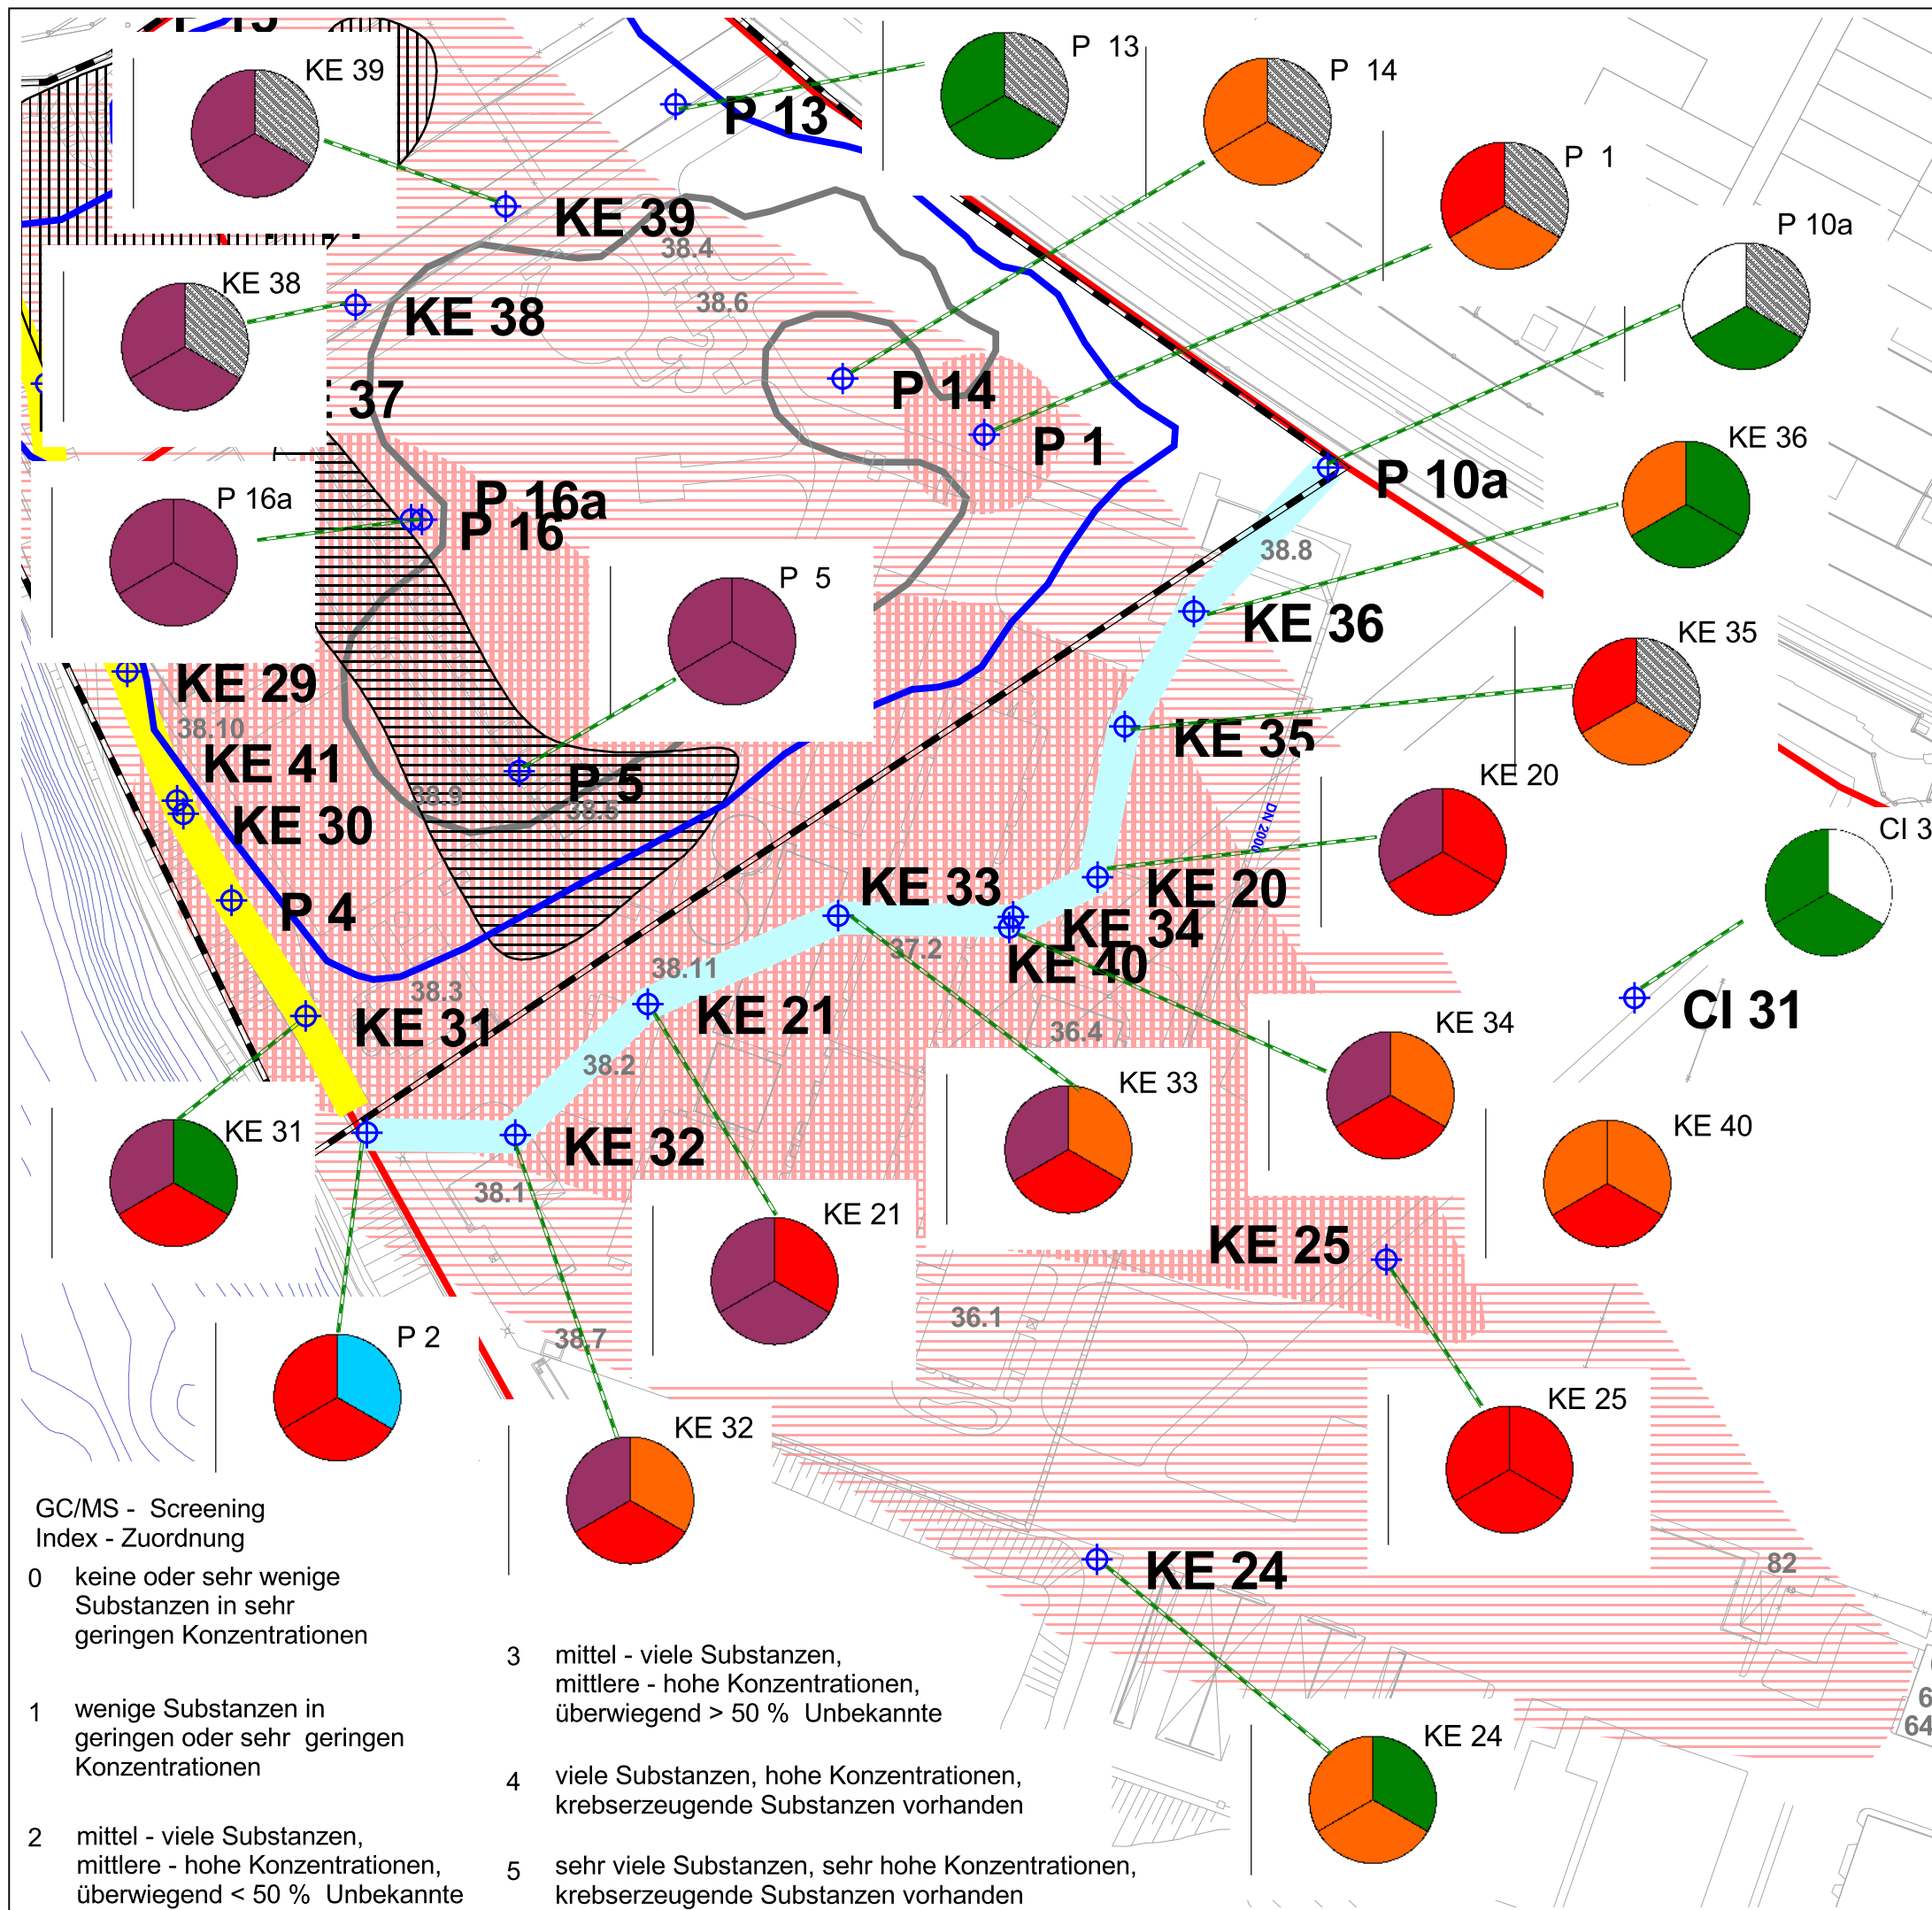 KE 39
P 13
P 13
P 14
P 1
P 10a
KE 39
38.4
KE 38
38.6
KE 38
P 14
37
P 1
KE 36
P 10a
P 16a
P 16a
P 16
38.8
P 5
KE 36
KE 35
KE 29
38.10
KE 35
KE 41
KE 20
P 5
38.9
38.5
KE 30
DIN 2000
CI 3
KE 33
KE 20
P 4
KE 34
37.2
KE 40
38.11
38.3
CI 31
KE 21
KE 31
36.4
KE 34
38.2
KE 33
KE 31
KE 32
KE 40
38.1
KE 21
KE 25
36.1
P 2
38.7
KE 25
KE 32
GC/MS - Screening
Index - Zuordnung
0 keine oder sehr wenige
Substanzen in sehr
geringen Konzentrationen
1 wenige Substanzen in
geringen oder sehr geringen
Konzentrationen
2 mittel - viele Substanzen,
mittlere - hohe Konzentrationen,
überwiegend < 50 % Unbekannte
3 mittel - viele Substanzen,
mittlere - hohe Konzentrationen,
überwiegend > 50 % Unbekannte
4 viele Substanzen, hohe Konzentrationen,
krebserzeugende Substanzen vorhanden
5 sehr viele Substanzen, sehr hohe Konzentrationen,
krebserzeugende Substanzen vorhanden
KE 24
82
64
KE 24